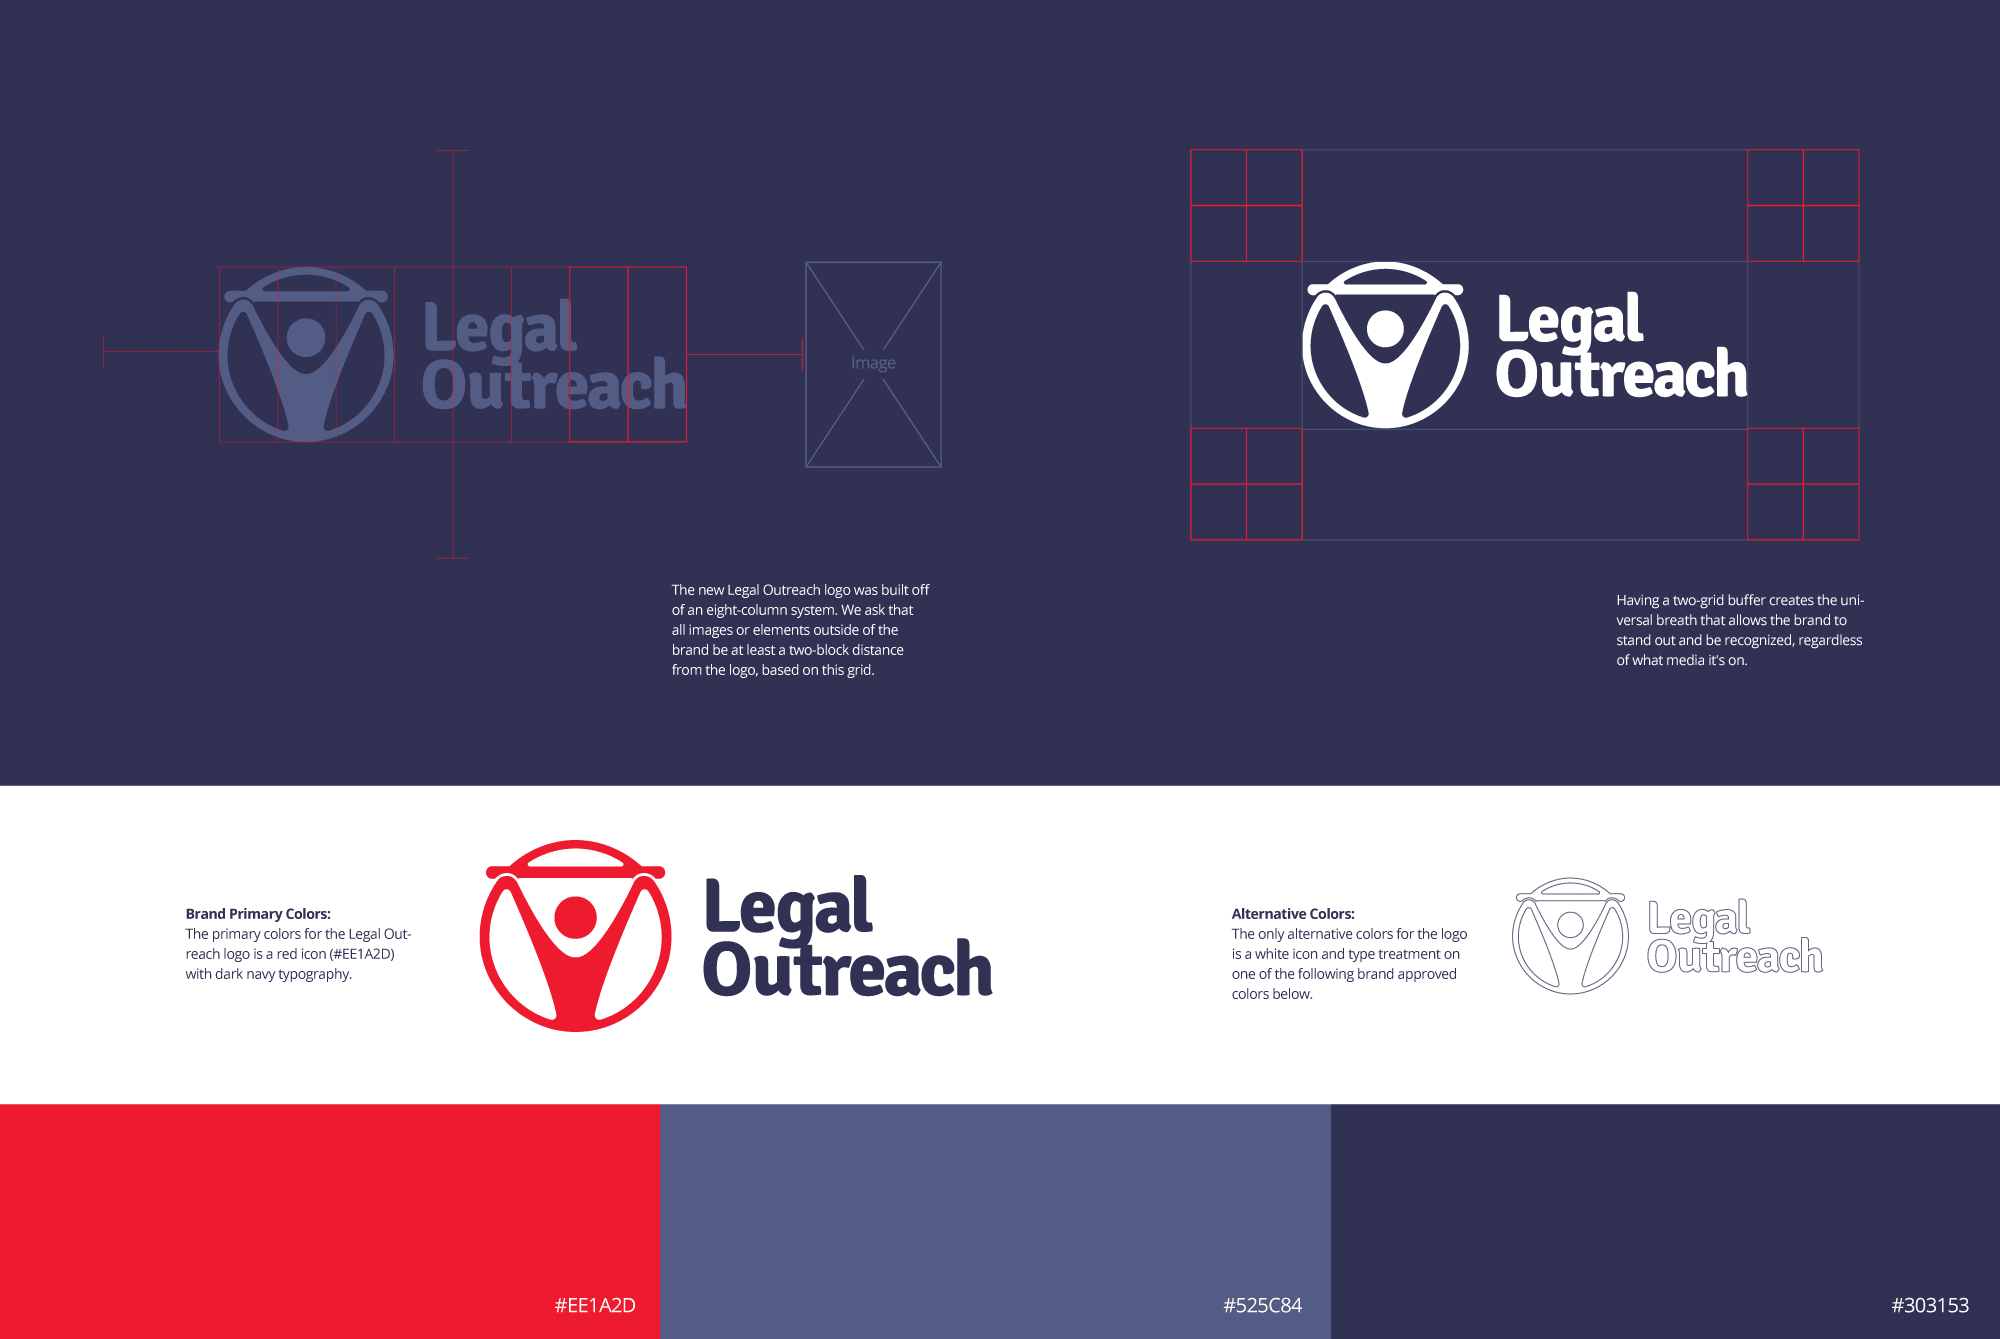 Legal
Outreach
Image
The new Legal Outreach logo was built off
of an eight-column system. We ask that
all images or elements outside of the
brand be at least a two-block distance
from the logo, based on this grid.
Legal
Outreach
Having a two-grid buffer creates the uni-
versal breath that allows the brand to
stand out and be recognized, regardless
of what media it's on.
Brand Primary Colors:
The primary colors for the Legal Out-
reach logo is a red icon (#EE1A2D)
with dark navy typography.
Legal
Outreach
Alternative Colors:
The only alternative colors for the logo
is a white icon and type treatment on
one of the following brand approved
colors below.
Legal
Outreach
#EE1A2D
#525C84
#303153